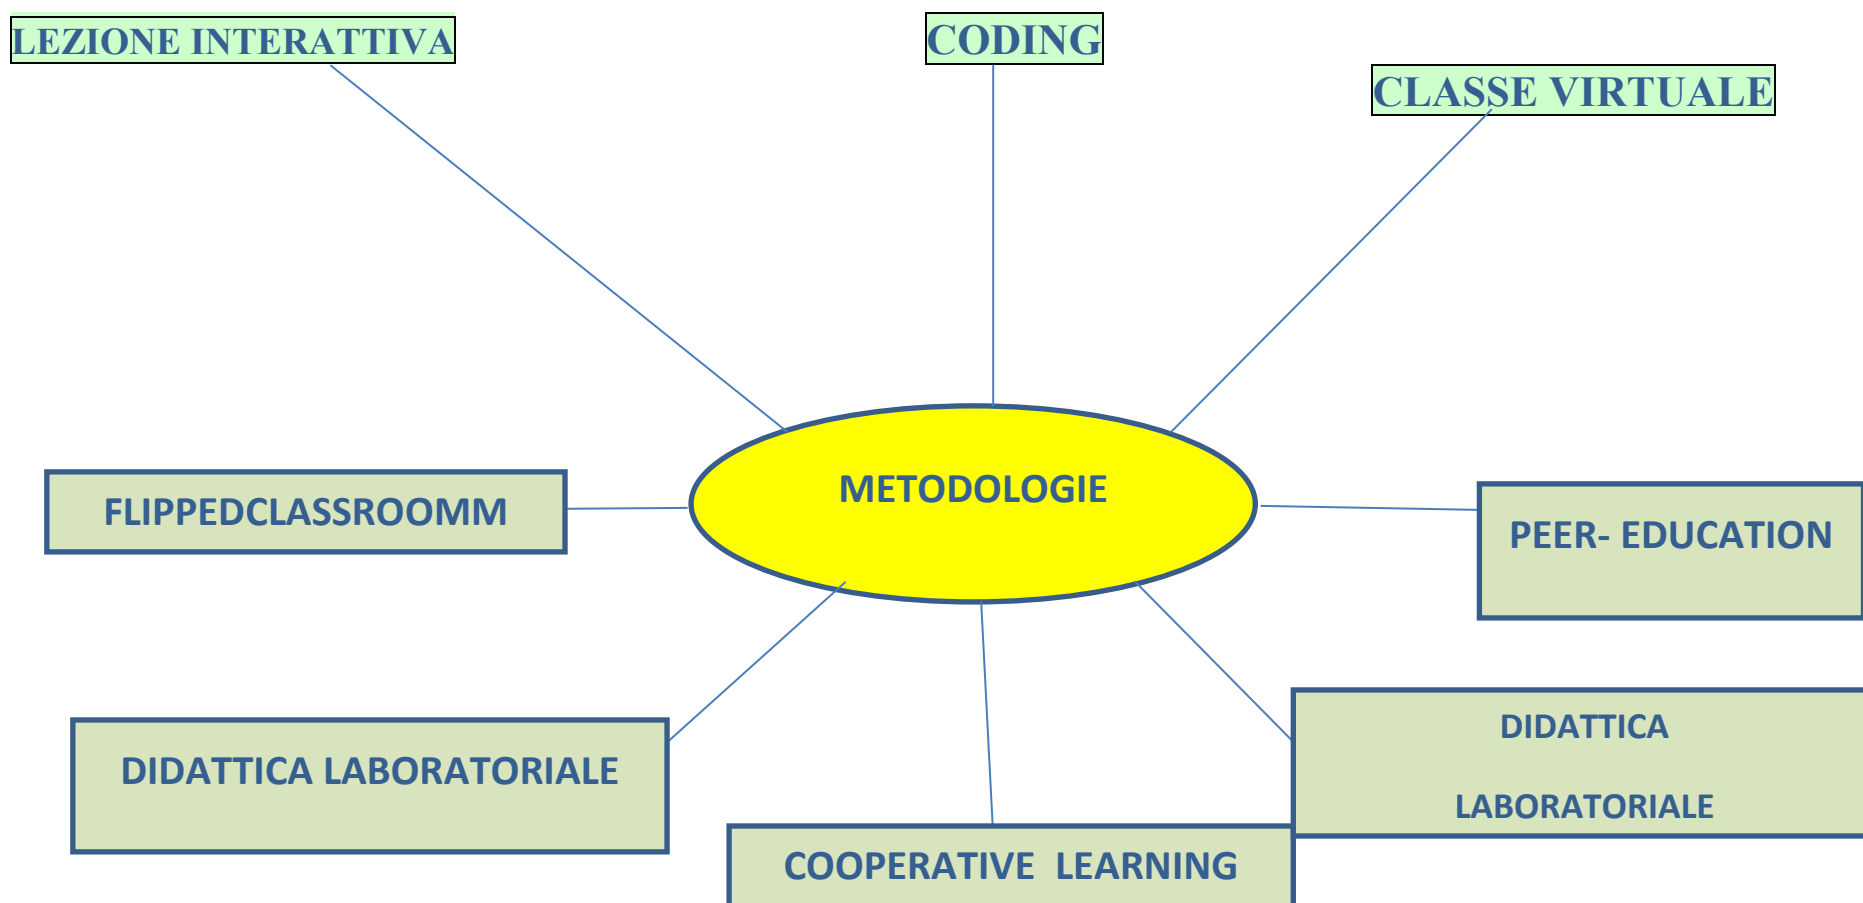 LEZIONE INTERATTIVA
CODING
CLASSE VIRTUALE
METODOLOGIE
FLIPPEDCLASSROOMM
PEER- EDUCATION
DIDATTICA LABORATORIALE
DIDATTICA
LABORATORIALE
COOPERATIVE  LEARNING